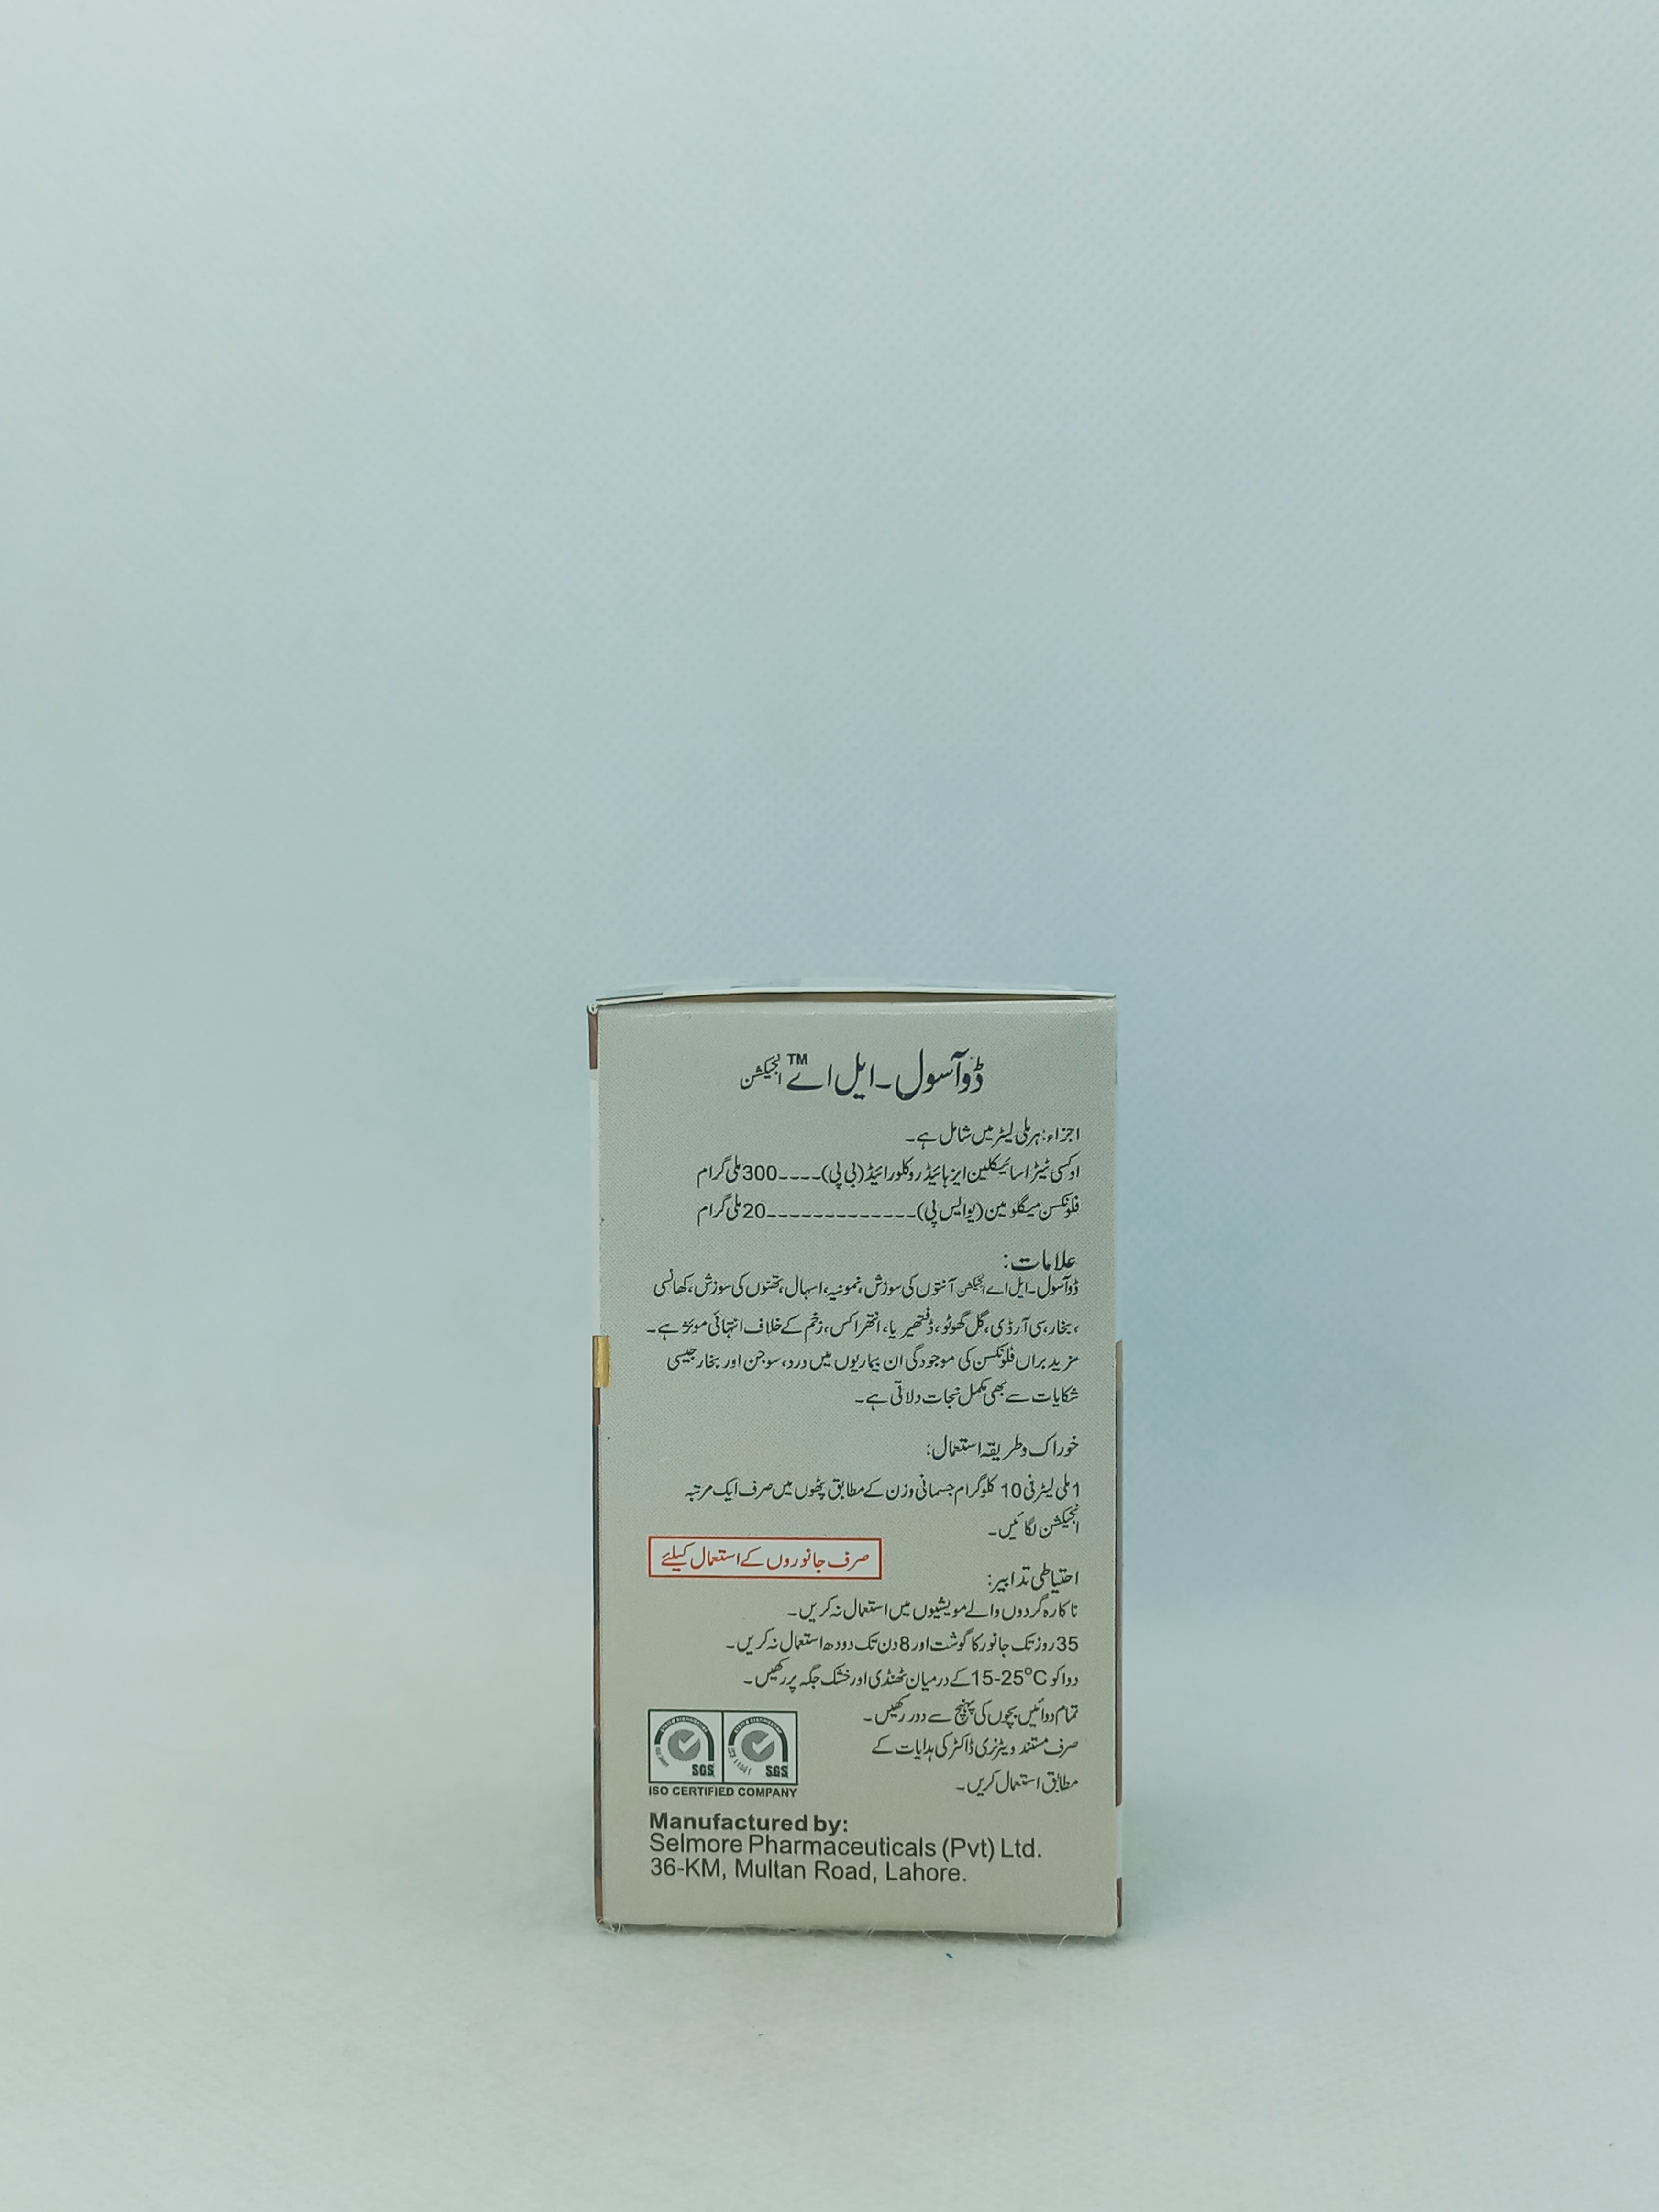 ڈوآسول۔ایل اے™ انجیکشن
اجزاء: ہر ملی لیٹر میں شامل ہے۔
اوکسی ٹیٹراسائیکلین ایز ہائیڈروکلورائیڈ (بی پی)----300 ملی گرام
فلونکسن میگلومین (یو ایس پی)-------------20 ملی گرام
علامات:
ڈوآسول۔ایل اے انجیکشن آنتوں کی سوزش، نمونیہ، اسہال، تھنوں کی سوزش، کھانسی
، بخار، سی آر ڈی، گل گھوٹو، ڈفتھیریا، انتھراکس، زخم کے خلاف انتہائی موثر ہے۔
مزید براں فلونکسن کی موجودگی ان بیماریوں میں درد، سوجن اور بخار جیسی
شکایات سے بھی مکمل نجات دلاتی ہے۔
خوراک وطریقہ استعمال:
1 ملی لیٹر فی 10 کلوگرام جسمانی وزن کے مطابق پٹھوں میں صرف ایک مرتبہ
انجیکشن لگائیں۔
صرف جانوروں کے استعمال کیلئے
احتیاطی تدابیر:
ناکارہ گردوں والے مویشیوں میں استعمال نہ کریں۔
35 روز تک جانور کا گوشت اور 8 دن تک دودھ استعمال نہ کریں۔
دوا کو 15-25°C کے درمیان ٹھنڈی اور خشک جگہ پر رکھیں۔
تمام دوائیں بچوں کی پہنچ سے دور رکھیں۔
صرف مستند ویٹرنری ڈاکٹر کی ہدایات کے
مطابق استعمال کریں۔
SGS SGS
ISO CERTIFIED COMPANY
Manufactured by:
Selmore Pharmaceuticals (Pvt) Ltd.
36-KM, Multan Road, Lahore.